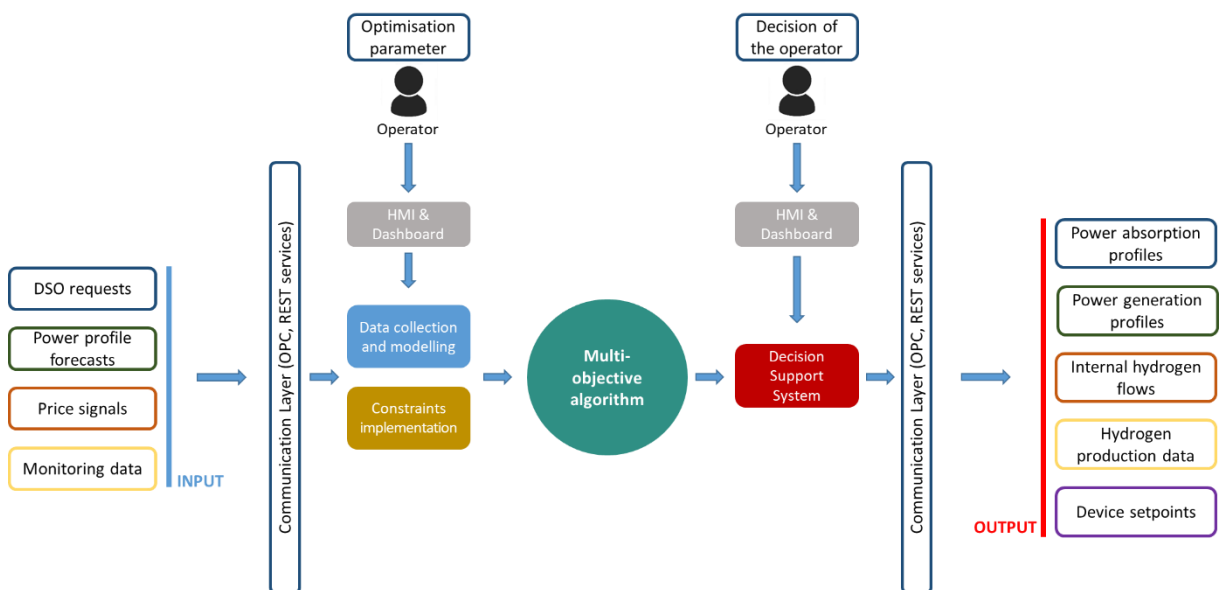 Optimisation
parameter
Operator
HMI &
Dashboard
Decision of
the operator
Operator
HMI &
Dashboard
DSO requests
Power profile
forecasts
Price signals
Monitoring data
INPUT
Communication Layer (OPC, REST services)
Data collection
and modelling
Constraints
implementation
Multi-
objective
algorithm
Decision
Support
System
Communication Layer (OPC, REST services)
Power absorption
profiles
Power generation
profiles
Internal hydrogen
flows
Hydrogen
production data
Device setpoints
OUTPUT